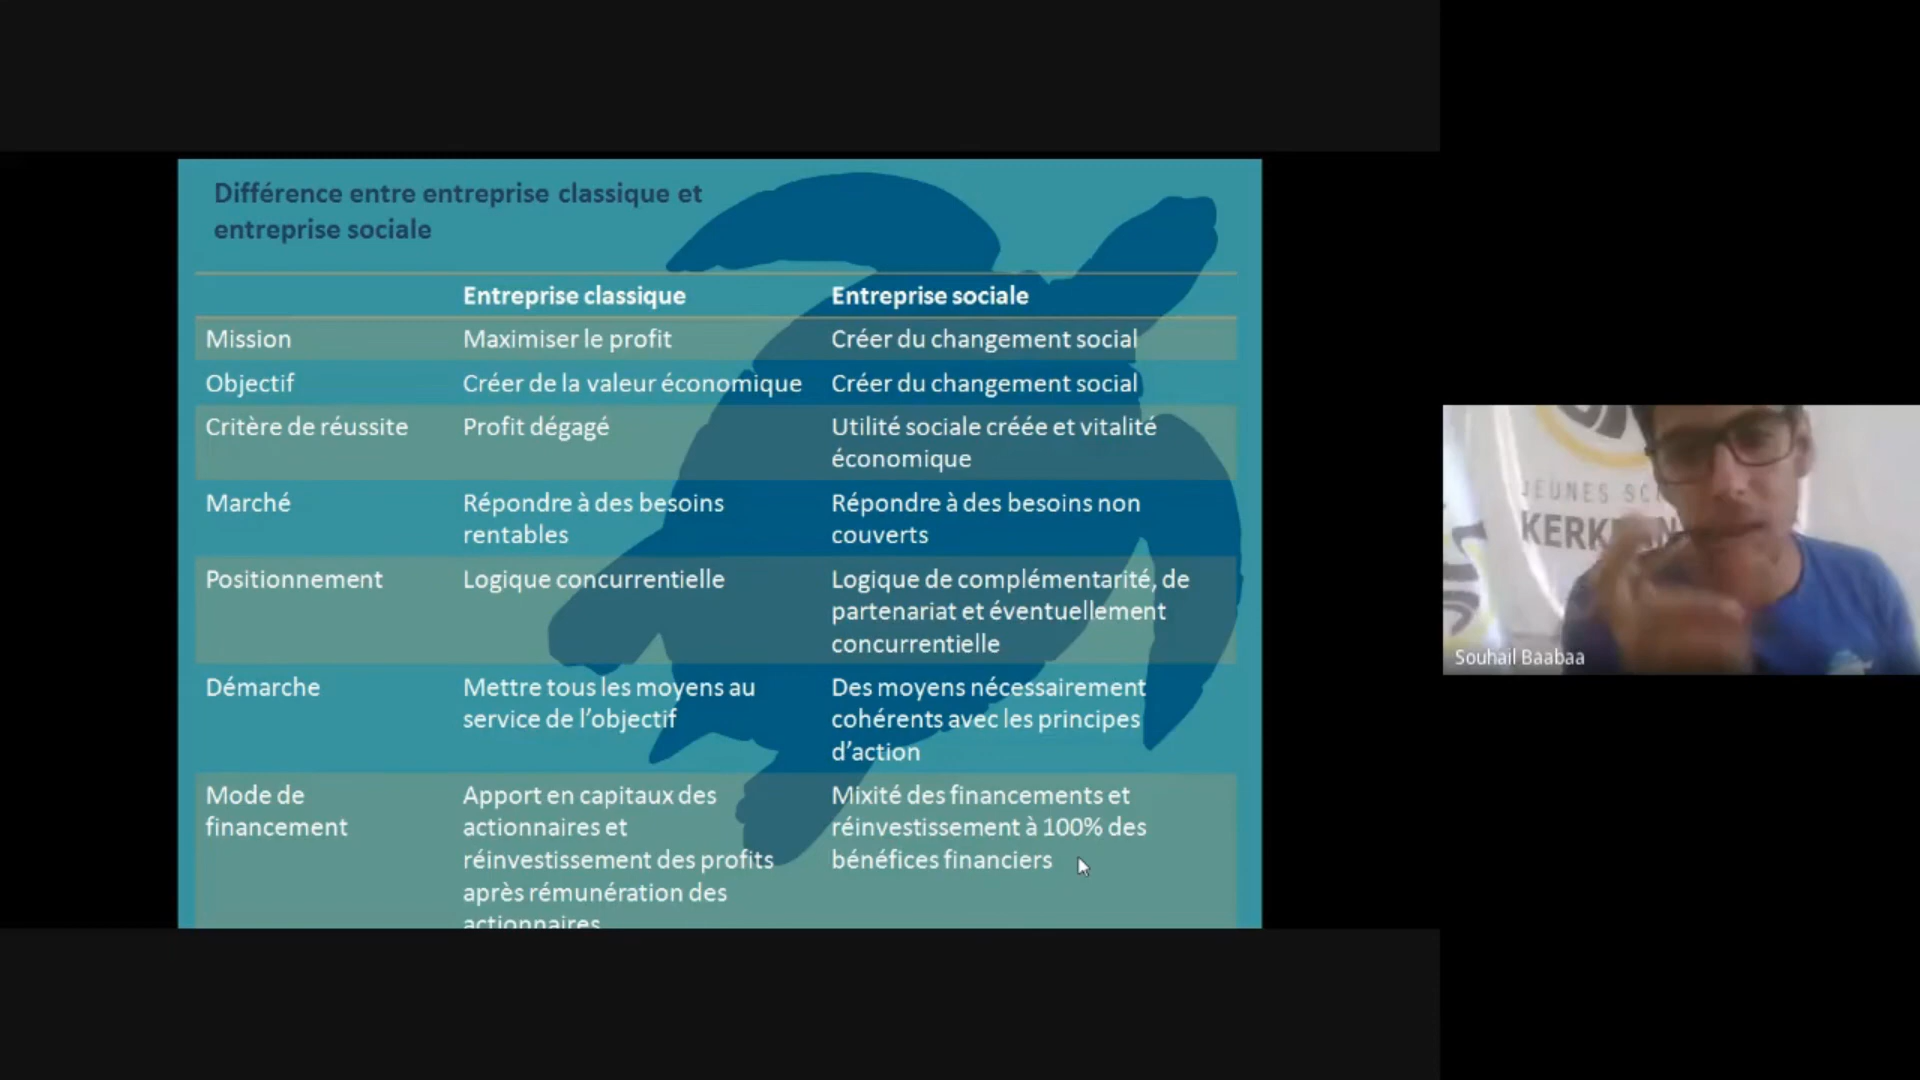 Différence entre entreprise classique et
entreprise sociale
Entreprise classique Entreprise sociale
Mission Maximiser le profit Créer du changement social
Objectif Créer de la valeur économique Créer du changement social
Critère de réussite Profit dégagé Utilité sociale créée et vitalité
économique
Marché Répondre à des besoins Répondre à des besoins non
rentables couverts
Positionnement Logique concurrentielle Logique de complémentarité, de
partenariat et éventuellement
concurrentielle
Démarche Mettre tous les moyens au Des moyens nécessairement
service de l’objectif cohérents avec les principes
d’action
Mode de Apport en capitaux des Mixité des financements et
financement actionnaires et réinvestissement à 100% des
réinvestissement des profits bénéfices financiers
après rémunération des
actionnaires
JEUNES
Souhail Baabaa